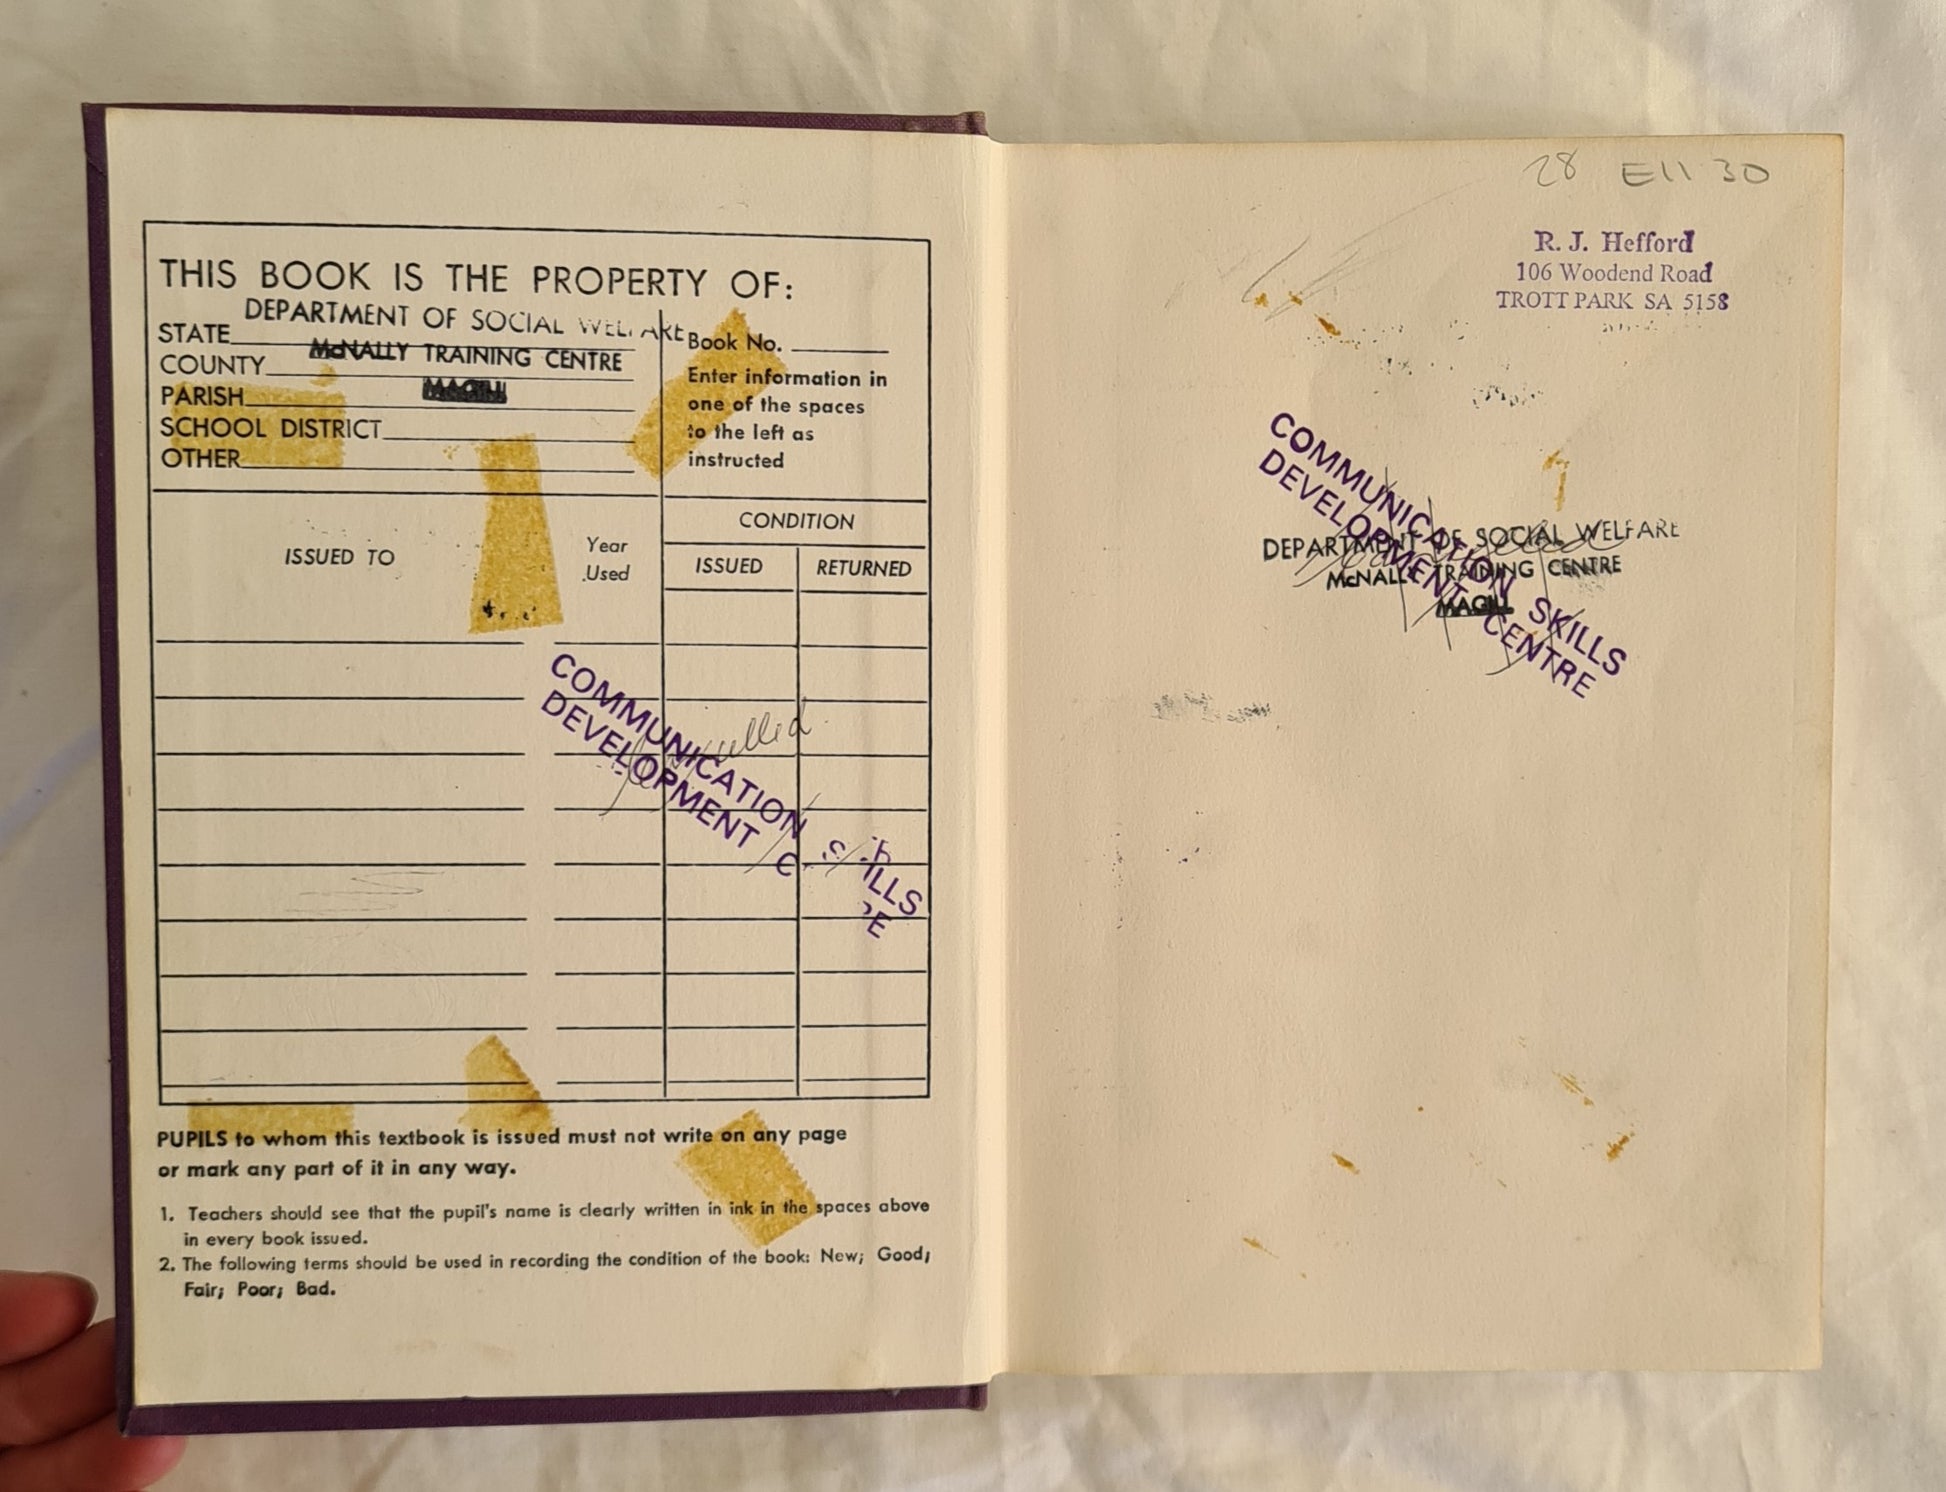 THIS BOOK IS THE PROPERTY OF:
DEPARTMENT OF SOCIAL WELFARE
STATE
McNALLY TRAINING CENTRE
COUNTY
MAGILL
PARISH
SCHOOL DISTRICT
OTHER
Book No.
Enter information in
one of the spaces
to the left as
instructed
ISSUED TO
Year
Used
CONDITION
ISSUED
RETURNED
COMMUNICATION SKILLS
DEVELOPMENT C RE
PUPILS to whom this textbook is issued must not write on any page
or mark any part of it in any way.
1. Teachers should see that the pupil's name is clearly written in ink in the spaces above
in every book issued.
2. The following terms should be used in recording the condition of the book: New; Good;
Fair; Poor; Bad.
28 E11 30
R. J. Hefford
106 Woodend Road
TROTT PARK SA 5158
COMMUNICATION SKILLS
DEVELOPMENT CENTRE
DEPARTMENT OF SOCIAL WELFARE
McNALLY TRAINING CENTRE
MAGILL